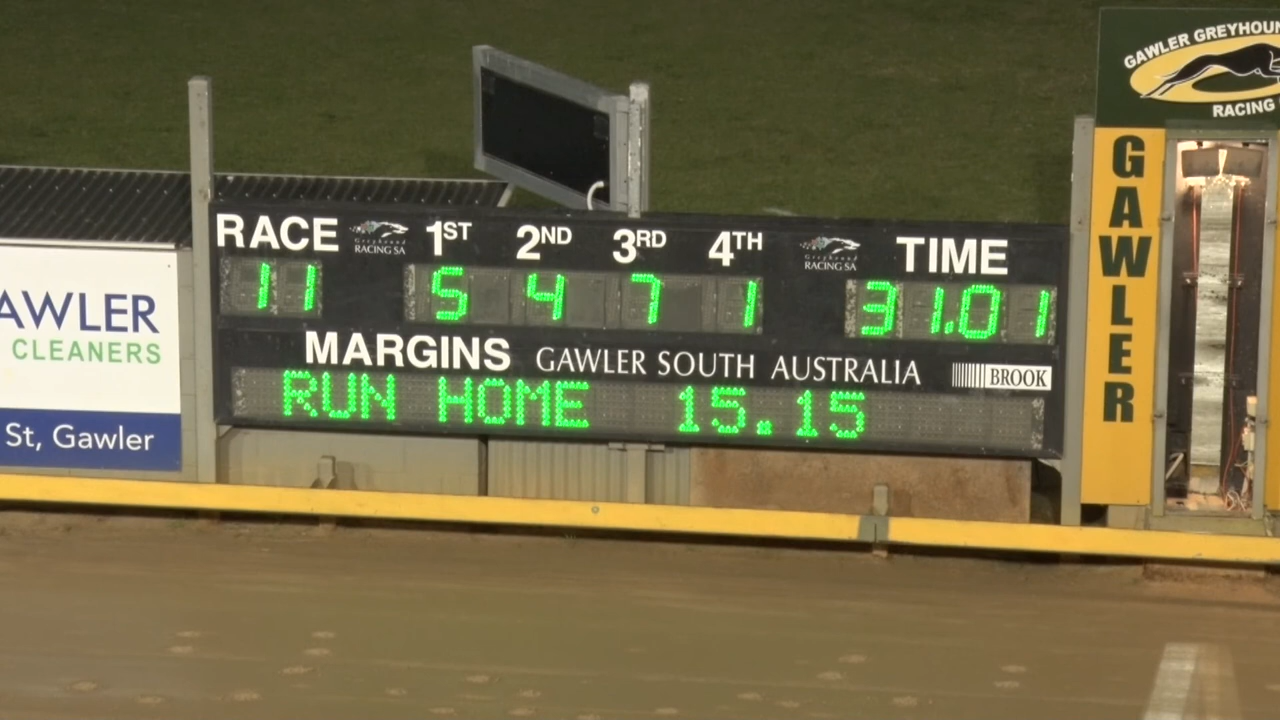 GAWLER GREYHOUN
RACING
GAWLER
RACE
Greyhound
RACING SA
1ST 2ND 3RD 4TH
Greyhound
RACING SA
TIME
11 5 4 7 1 31.01
MARGINS GAWLER SOUTH AUSTRALIA BROOK
RUN HOME 15.15
AWLER
CLEANERS
St, Gawler